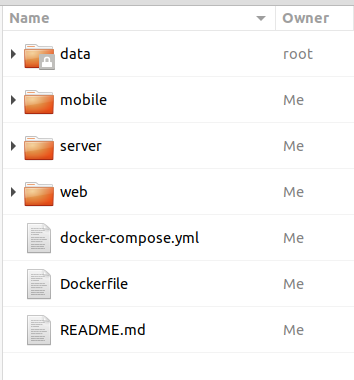 Name Owner
data root
mobile Me
server Me
web Me
docker-compose.yml Me
Dockerfile Me
README.md Me